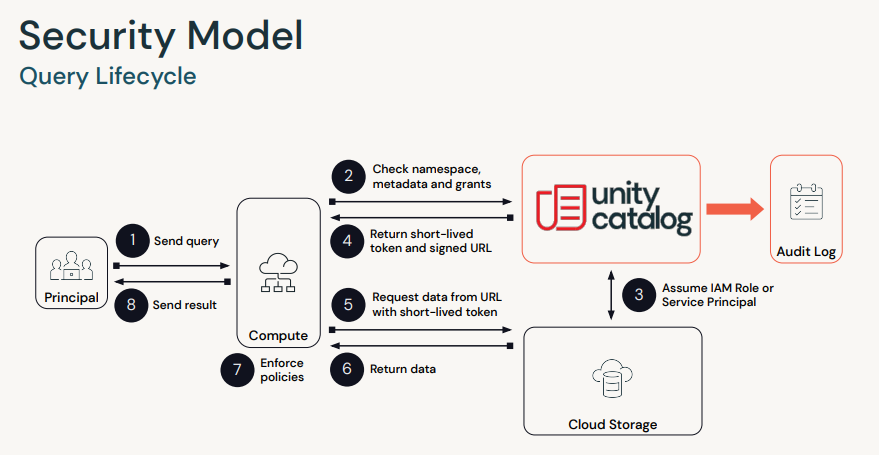 Security Model
Query Lifecycle
2
Check namespace,
metadata and grants
unity
catalog
Audit Log
1
Send query
4
Return short-lived
token and signed URL
Principal
8
Send result
Compute
3
Assume IAM Role or
Service Principal
5
Request data from URL
with short-lived token
7
Enforce
policies
6
Return data
Cloud Storage